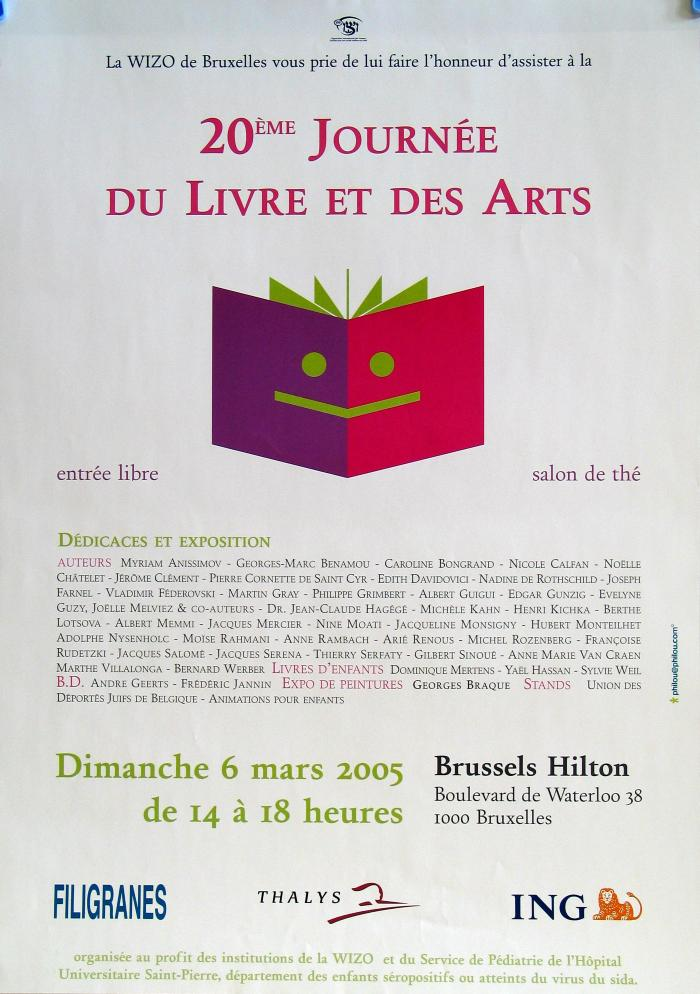 La WIZO de Bruxelles vous prie de lui faire l'honneur d'assister à la
20ÈME JOURNÉE
DU LIVRE ET DES ARTS
entrée libre
salon de thé
DÉDICACES ET EXPOSITION
AUTEURS MYRIAM ANISSIMOV - GEORGES-MARC BENAMOU - CAROLINE BONGRAND - NICOLE CALFAN - NOËLLE
CHÂTELET - JÉRÔME CLÉMENT - PIERRE CORNETTE DE SAINT CYR - EDITH DAVIDOVICI - NADINE DE ROTHSCHILD - JOSEPH
FARNEL - VLADIMIR FÉDEROVSKI - MARTIN GRAY - PHILIPPE GRIMBERT - ALBERT GUIGUI - EDGAR GUNZIG - EVELYNE
GUZY, JOËLLE MELVIEZ & CO-AUTEURS - DR. JEAN-CLAUDE HAGÉGÉ - MICHÈLE KAHN - HENRI KICHKA - BERTHE
LOTSOVA - ALBERT MEMMI - JACQUES MERCIER - NINE MOATI - JACQUELINE MONSIGNY - HUBERT MONTEILHET
ADOLPHE NYSENHOLC - MOÏSE RAHMANI - ANNE RAMBACH - ARIÉ RENOUS - MICHEL ROZENBERG - FRANÇOISE
RUDETZKI - JACQUES SALOMÉ - JACQUES SERENA - THIERRY SERFATY - GILBERT SINOUÉ - ANNE MARIE VAN CRAEN
MARTHE VILLALONGA - BERNARD WERBER LIVRES D'ENFANTS DOMINIQUE MERTENS - YAËL HASSAN - SYLVIE WEIL
B.D. ANDRE GEERTS - FRÉDÉRIC JANNIN EXPO DE PEINTURES GEORGES BRAQUE STANDS UNION DES
DÉPORTÉS JUIFS DE BELGIQUE - ANIMATIONS POUR ENFANTS
philou@philou.com
Dimanche 6 mars 2005
de 14 à 18 heures
Brussels Hilton
Boulevard de Waterloo 38
1000 Bruxelles
FILIGRANES
THALYS
ING
organisée au profit des institutions de la WIZO et du Service de Pédiatrie de l'Hôpital
Universitaire Saint-Pierre, département des enfants séropositifs ou atteints du virus du sida.